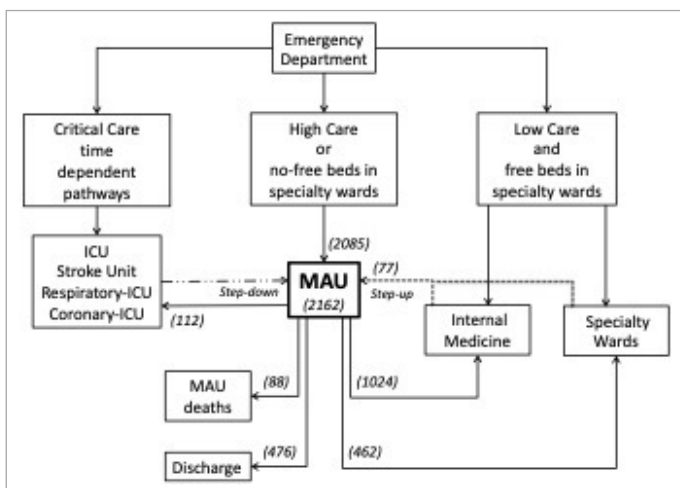 Emergency
Department
Critical Care
time
dependent
pathways
High Care
or
no-free beds in
specialty wards
Low Care
and
free beds in
specialty wards
(2085)
ICU
Stroke Unit
Respiratory-ICU
Coronary-ICU
Step-down
MAU
(2162)
(77)
Step-up
(112)
Internal
Medicine
Specialty
Wards
MAU
deaths
(88)
(1024)
Discharge
(476)
(462)